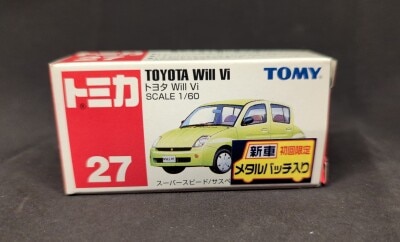 トミカ
27
TOYOTA Will Vi
トヨタ Will Vi
SCALE 1/60
TOMY
新車 初回限定
メタルバッチ入り
スーパースピード/サスペ